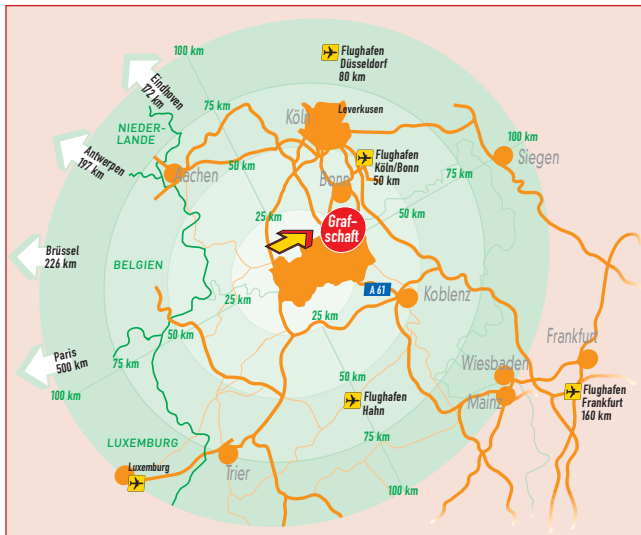 100 km
Flughafen
Düsseldorf
80 km
Eindhoven
172 km
75 km
Leverkusen
Köln
NIEDER-
LANDE
Antwerpen
197 km
50 km
Aachen
Flughafen
Köln/Bonn
50 km
100 km
Siegen
75 km
Bonn
25 km
50 km
Graf-
schaft
Brüssel
226 km
BELGIEN
25 km
A 61
Koblenz
25 km
50 km
Frankfurt
Paris
500 km
75 km
100 km
Wiesbaden
50 km
Flughafen
Hahn
Mainz
Flughafen
Frankfurt
160 km
75 km
LUXEMBURG
Luxemburg
Trier
100 km